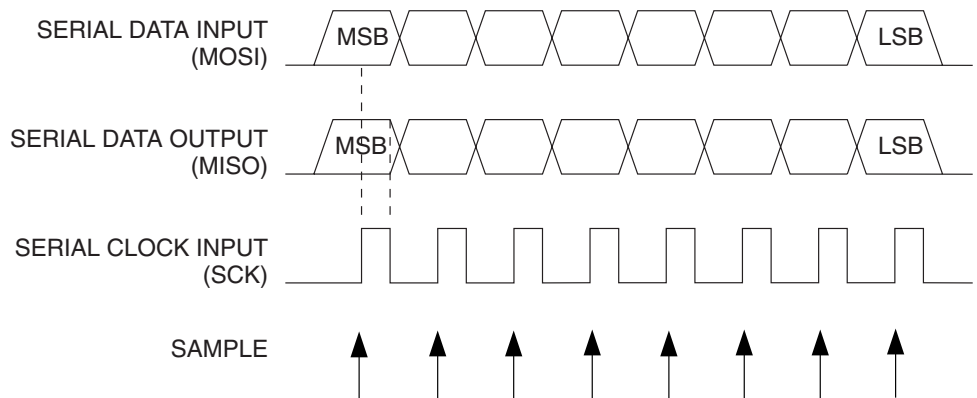 SERIAL DATA INPUT
(MOSI)
MSB
LSB
SERIAL DATA OUTPUT
(MISO)
MSB
LSB
SERIAL CLOCK INPUT
(SCK)
SAMPLE